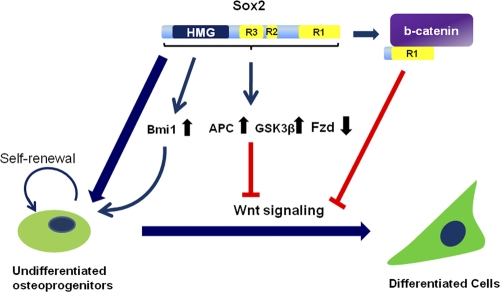 Sox2
HMG R3 R2 R1
b-catenin
R1
Bmi1 APC GSK3β Fzd
Self-renewal
Wnt signaling
Undifferentiated
osteoprogenitors
Differentiated Cells